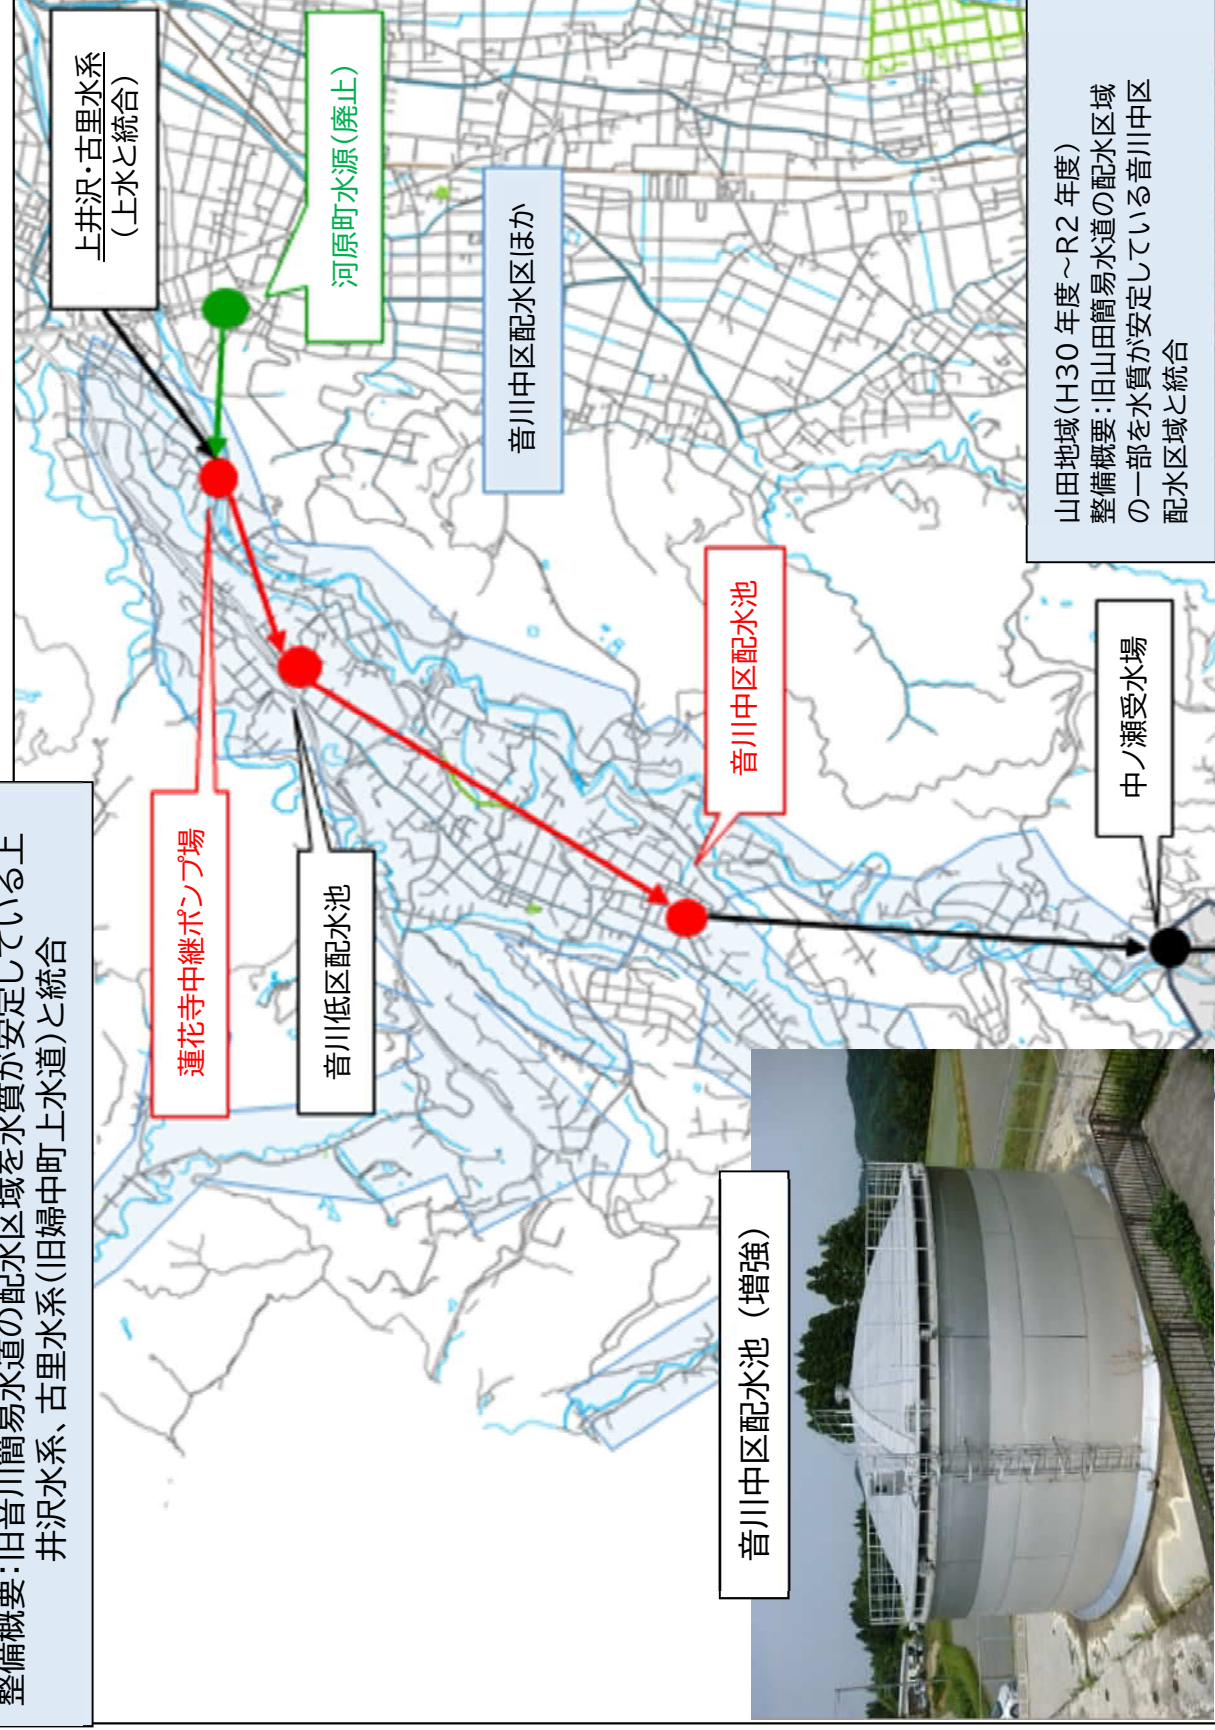 整備概要:旧音川簡易水道の配水区域を水質が安定している上
井沢水系、古里水系(旧婦中町上水道)と統合
上井沢・古里水系
(上水と統合)
河原町水源(廃止)
蓮花寺中継ポンプ場
音川低区配水池
音川中区配水区ほか
音川中区配水池
中ノ瀬受水場
音川中区配水池 (増強)
山田地域(H30年度~R2年度)
整備概要:旧山田簡易水道の配水区域
の一部を水質が安定している音川中区
配水区域と統合